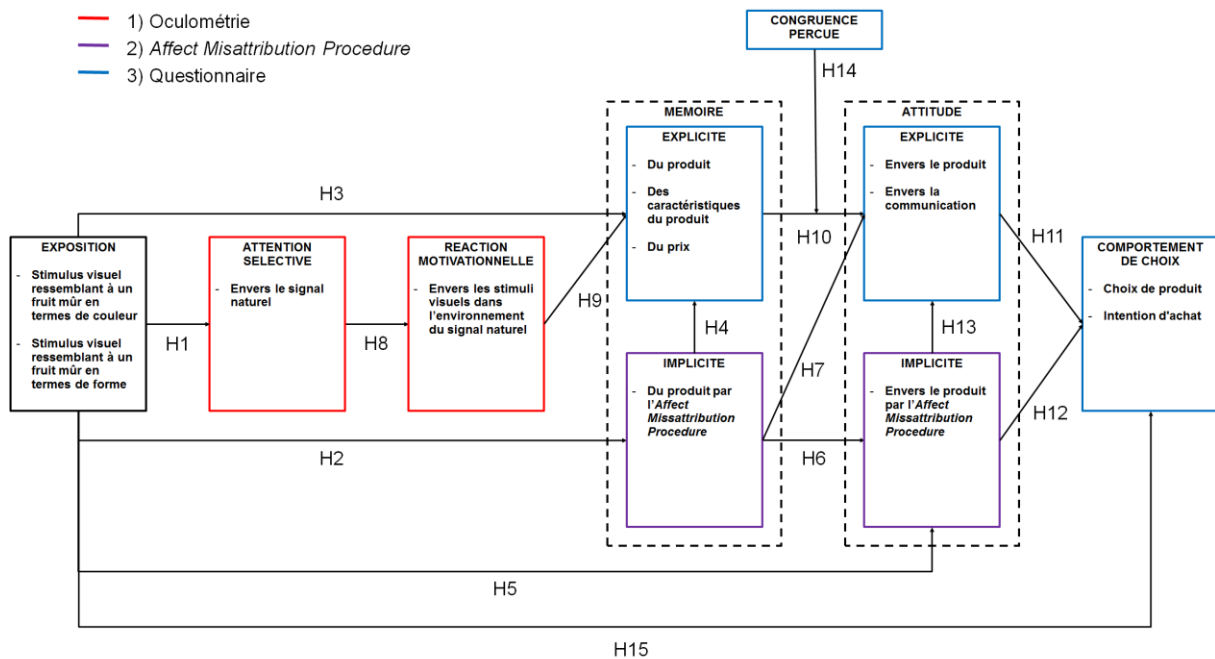 1) Oculométrie
2) Affect Misattribution Procedure
3) Questionnaire
CONGRUENCE
PERCUE
H14
MEMOIRE
ATTITUDE
EXPLICITE
- Du produit
- Des
caractéristiques
du produit
- Du prix
EXPLICITE
- Envers le produit
- Envers la
communication
H3
H10
H11
EXPOSITION
- Stimulus visuel
ressemblant à un
fruit mûr en
termes de couleur
- Stimulus visuel
ressemblant à un
fruit mûr en
termes de forme
H1
ATTENTION
SELECTIVE
- Envers le signal
naturel
H8
REACTION
MOTIVATIONNELLE
- Envers les stimuli
visuels dans
l'environnement
du signal naturel
H9
COMPORTEMENT
DE CHOIX
- Choix de produit
- Intention d'achat
H4
H7
H13
IMPLICITE
- Du produit par
l'Affect
Missattribution
Procedure
IMPLICITE
- Envers le produit
par l'Affect
Missattribution
Procedure
H12
H2
H6
H5
H15